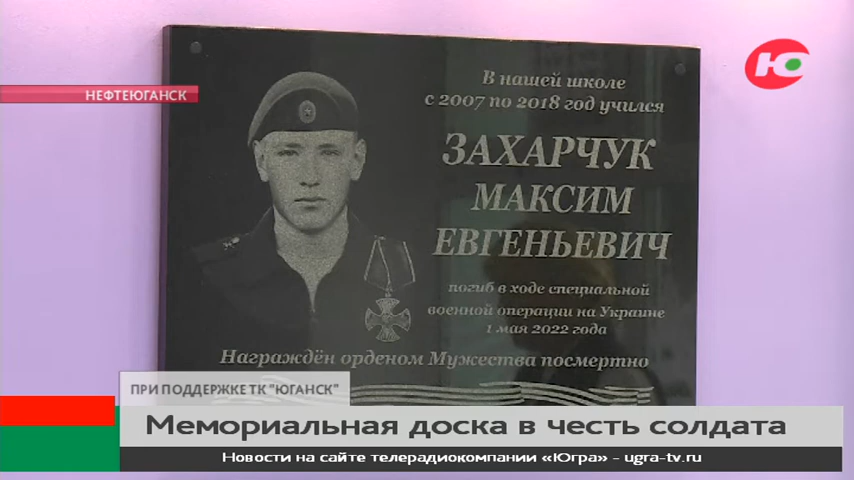 Ю
НЕФТЕЮГАНСК
В нашей школе
с 2007 по 2018 год учился
ЗАХАРЧУК
МАКСИМ
ЕВГЕНЬЕВИЧ
погиб в ходе специальной
военной операции на Украине
1 мая 2022 года
Награждён орденом Мужества посмертно
ПРИ ПОДДЕРЖКЕ ТК "ЮГАНСК"
Мемориальная доска в честь солдата
Новости на сайте телерадиокомпании «Югра» - ugra-tv.ru